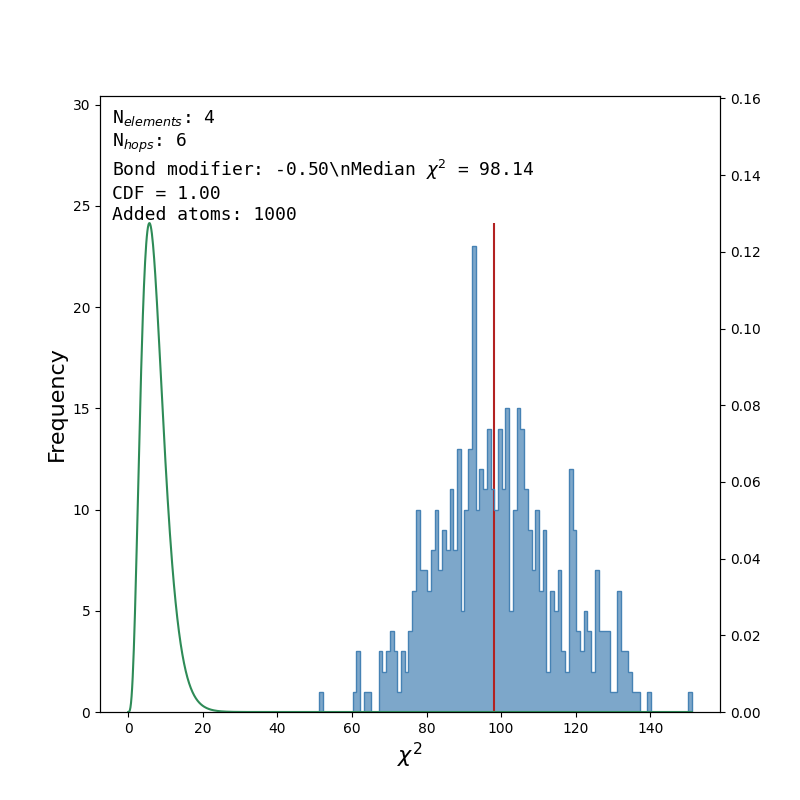 N_elements: 4
N_hops: 6
Bond modifier: -0.50\nMedian χ² = 98.14
CDF = 1.00
Added atoms: 1000
Frequency
30
25
20
15
10
5
0
0.16
0.14
0.12
0.10
0.08
0.06
0.04
0.02
0.00
0 20 40 60 80 100 120 140
χ²